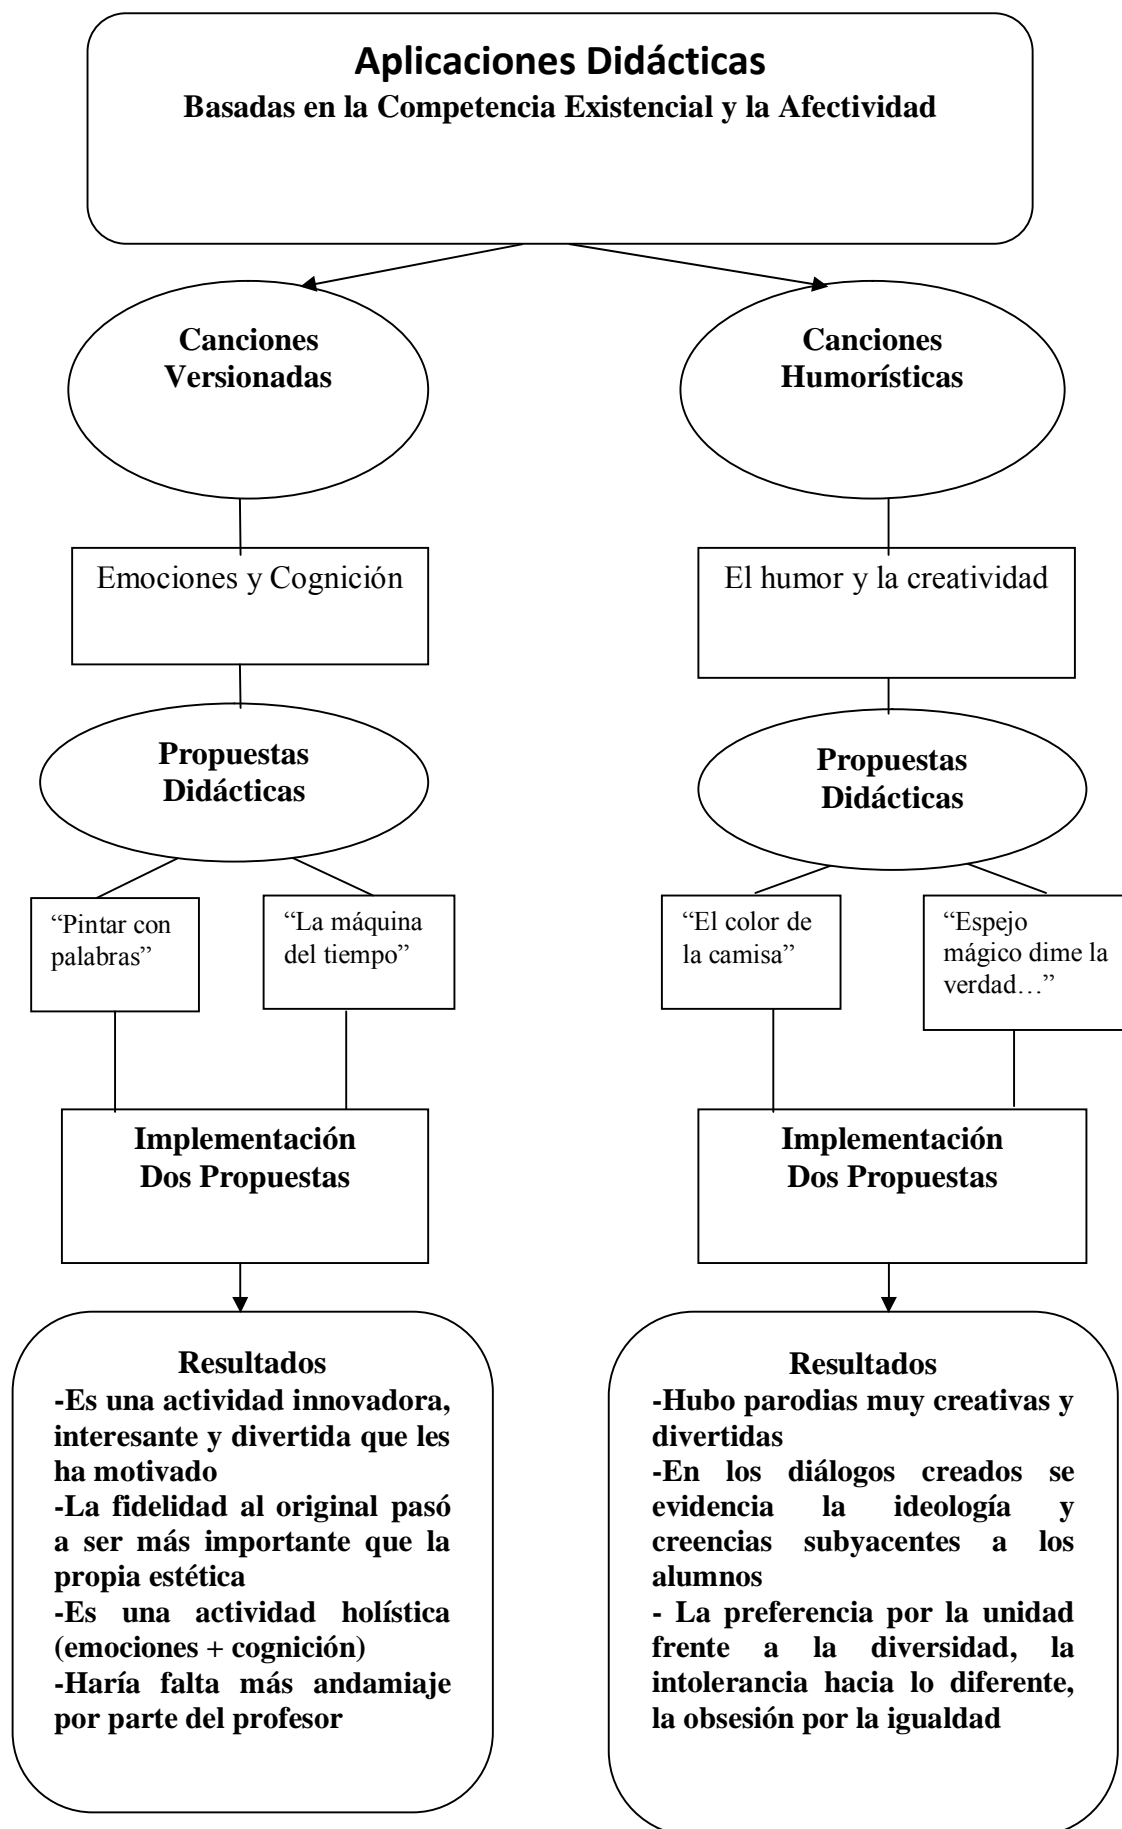 Aplicaciones Didácticas
Basadas en la Competencia Existencial y la Afectividad
Canciones
Versionadas
Canciones
Humorísticas
Emociones y Cognición
El humor y la creatividad
Propuestas
Didácticas
Propuestas
Didácticas
“Pintar con
palabras”
“La máquina
del tiempo”
“El color de
la camisa”
“Espejo
mágico dime la
verdad…”
Implementación
Dos Propuestas
Implementación
Dos Propuestas
Resultados
-Es una actividad innovadora,
interesante y divertida que les
ha motivado
-La fidelidad al original pasó
a ser más importante que la
propia estética
-Es una actividad holística
(emociones + cognición)
-Haría falta más andamiaje
por parte del profesor
Resultados
-Hubo parodias muy creativas y
divertidas
-En los diálogos creados se
evidencia la ideología y
creencias subyacentes a los
alumnos
- La preferencia por la unidad
frente a la diversidad, la
intolerancia hacia lo diferente,
la obsesión por la igualdad